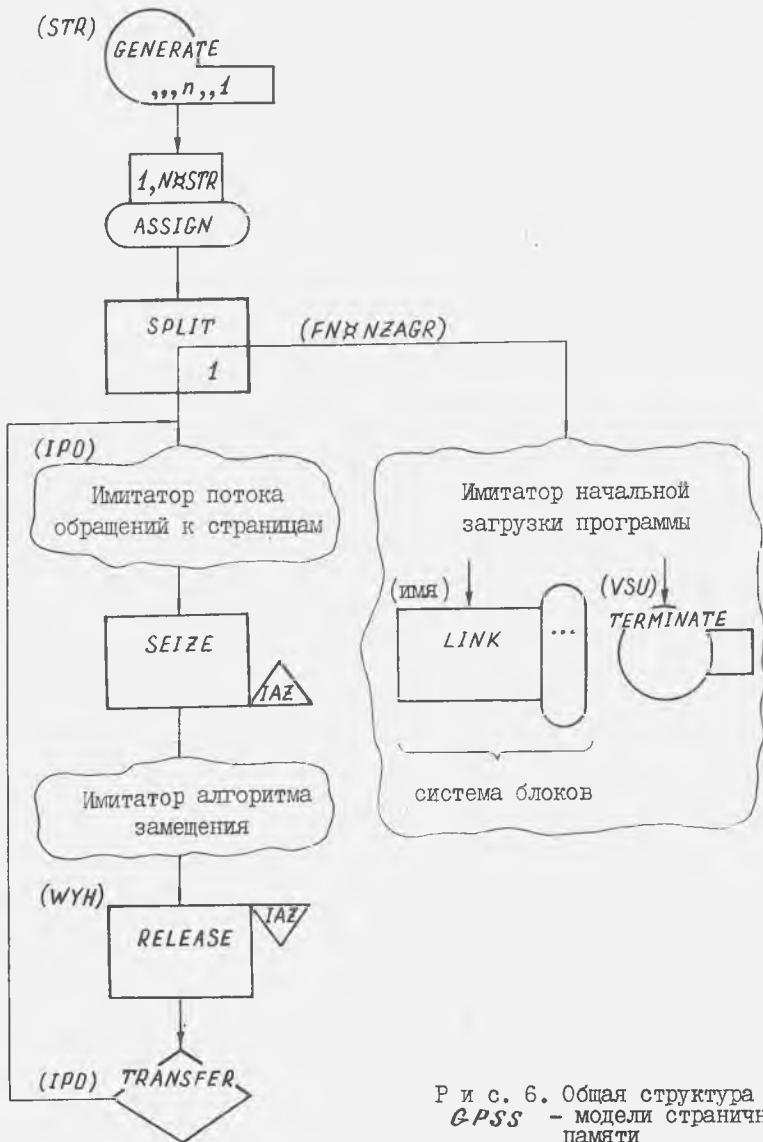 (STR)
GENERATE
,,,n,,1
1,N¤STR
ASSIGN
SPLIT
1
(FN¤NZAGR)
(IPO)
Имитатор потока
обращений к страницам
SEIZE
IAZ
Имитатор алгоритма
замещения
(WYH)
RELEASE
IAZ
(IPO)
TRANSFER
Имитатор начальной
загрузки программы
(имя)
LINK
...
(VSU)
TERMINATE
система блоков
Р и с. 6. Общая структура
GPSS - модели страничн
памяти